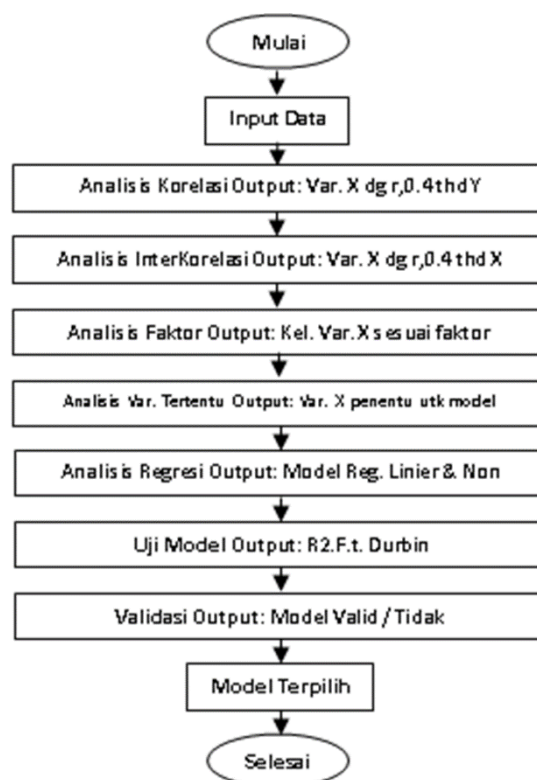 Mulai
Input Data
Analisis Korelasi Output: Var. X dg r,0.4 thd Y
Analisis InterKorelasi Output: Var. X dg r,0.4 thd X
Analisis Faktor Output: Kel. Var.X sesuai faktor
Analisis Var. Tertentu Output: Var. X penentu utk model
Analisis Regresi Output: Model Reg. Linier & Non
Uji Model Output: R2.F.t. Durbin
Validasi Output: Model Valid / Tidak
Model Terpilih
Selesai